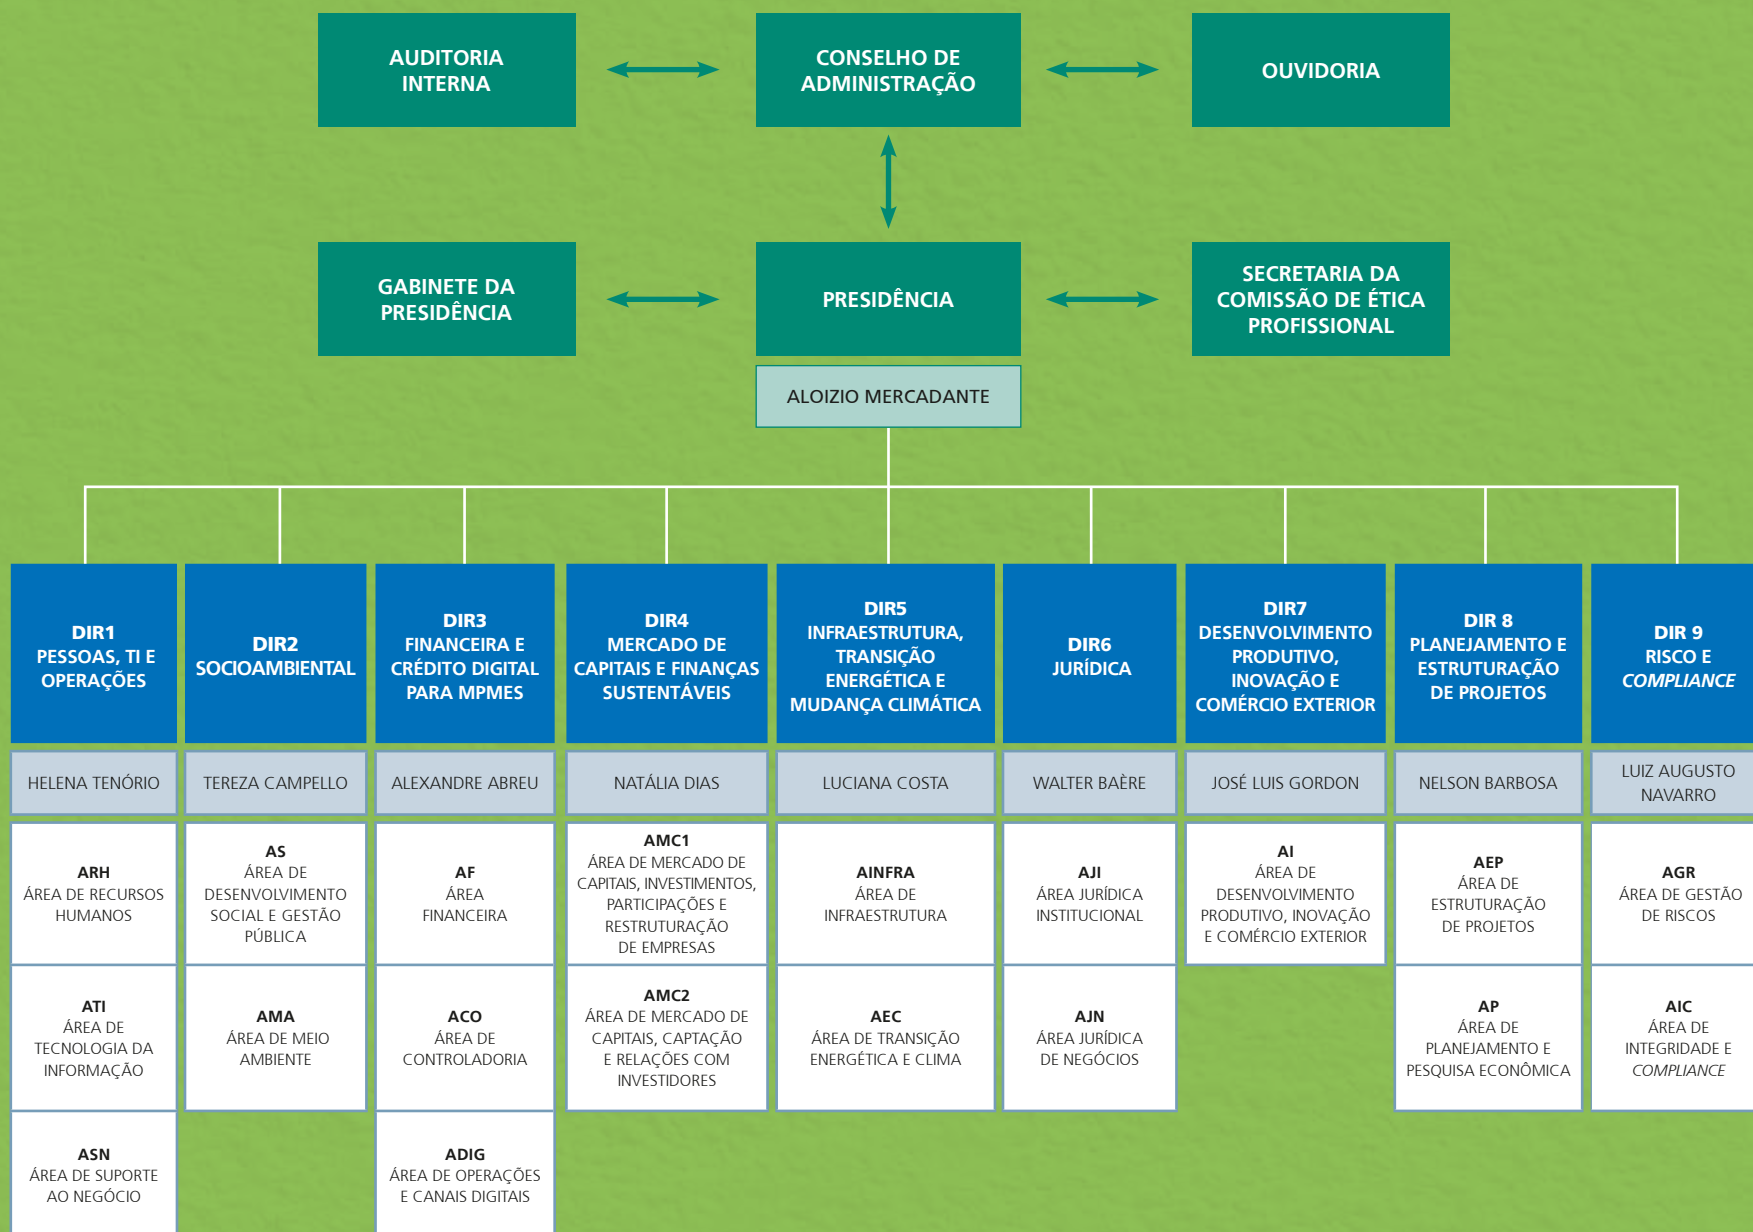 AUDITORIA
INTERNA
CONSELHO DE
ADMINISTRAÇÃO
OUVIDORIA
GABINETE DA
PRESIDÊNCIA
PRESIDÊNCIA
SECRETARIA DA
COMISSÃO DE ÉTICA
PROFISSIONAL
ALOIZIO MERCADANTE
DIR1
PESSOAS, TI E
OPERAÇÕES
HELENA TENÓRIO
ARH
ÁREA DE RECURSOS
HUMANOS
ATI
ÁREA DE
TECNOLOGIA DA
INFORMAÇÃO
ASN
ÁREA DE SUPORTE
AO NEGÓCIO
DIR2
SOCIOAMBIENTAL
TEREZA CAMPELLO
AS
ÁREA DE
DESENVOLVIMENTO
SOCIAL E GESTÃO
PÚBLICA
AMA
ÁREA DE MEIO
AMBIENTE
DIR3
FINANCEIRA E
CRÉDITO DIGITAL
PARA MPMES
ALEXANDRE ABREU
AF
ÁREA
FINANCEIRA
ACO
ÁREA DE
CONTROLADORIA
ADIG
ÁREA DE OPERAÇÕES
E CANAIS DIGITAIS
DIR4
MERCADO DE
CAPITAIS E FINANÇAS
SUSTENTÁVEIS
NATÁLIA DIAS
AMC1
ÁREA DE MERCADO DE
CAPITAIS, INVESTIMENTOS,
PARTICIPAÇÕES E
RESTRUTURAÇÃO
DE EMPRESAS
AMC2
ÁREA DE MERCADO DE
CAPITAIS, CAPTAÇÃO
E RELAÇÕES COM
INVESTIDORES
DIR5
INFRAESTRUTURA,
TRANSIÇÃO
ENERGÉTICA E
MUDANÇA CLIMÁTICA
LUCIANA COSTA
AINFRA
ÁREA DE
INFRAESTRUTURA
AEC
ÁREA DE TRANSIÇÃO
ENERGÉTICA E CLIMA
DIR6
JURÍDICA
WALTER BAÈRE
AJI
ÁREA JURÍDICA
INSTITUCIONAL
AJN
ÁREA JURÍDICA
DE NEGÓCIOS
DIR7
DESENVOLVIMENTO
PRODUTIVO,
INOVAÇÃO E
COMÉRCIO EXTERIOR
JOSÉ LUIS GORDON
AI
ÁREA DE
DESENVOLVIMENTO
PRODUTIVO, INOVAÇÃO
E COMÉRCIO EXTERIOR
DIR 8
PLANEJAMENTO E
ESTRUTURAÇÃO
DE PROJETOS
NELSON BARBOSA
AEP
ÁREA DE
ESTRUTURAÇÃO
DE PROJETOS
AP
ÁREA DE
PLANEJAMENTO E
PESQUISA ECONÔMICA
DIR 9
RISCO E
COMPLIANCE
LUIZ AUGUSTO
NAVARRO
AGR
ÁREA DE GESTÃO
DE RISCOS
AIC
ÁREA DE
INTEGRIDADE E
COMPLIANCE